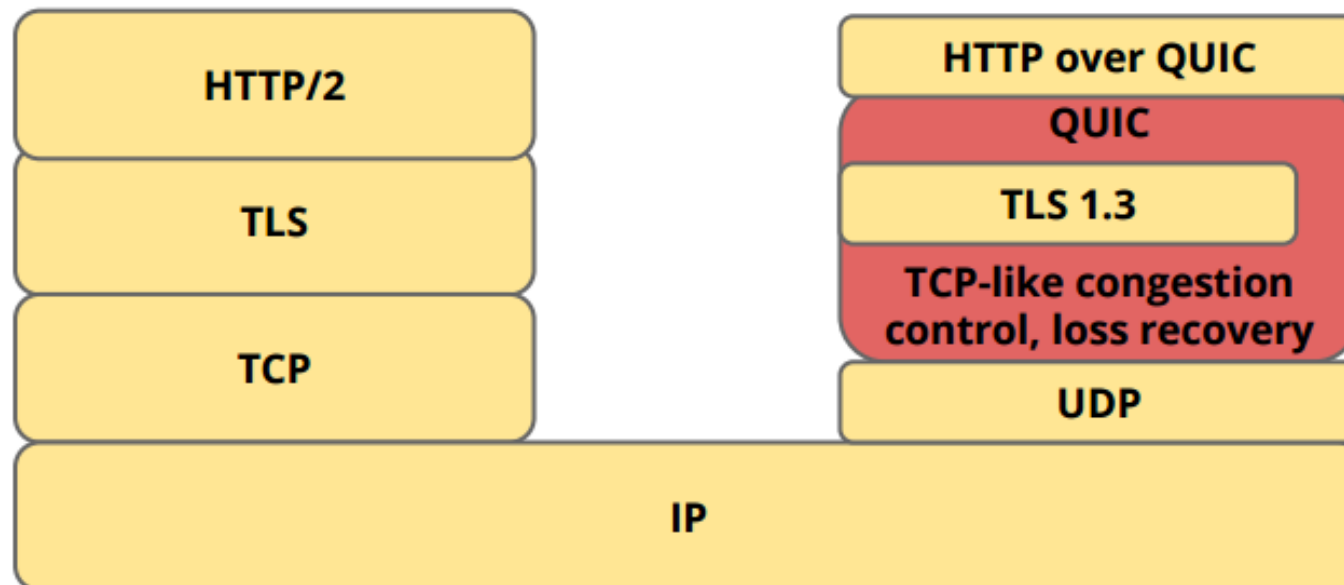 HTTP/2
TLS
TCP
HTTP over QUIC
QUIC
TLS 1.3
TCP-like congestion
control, loss recovery
UDP
IP